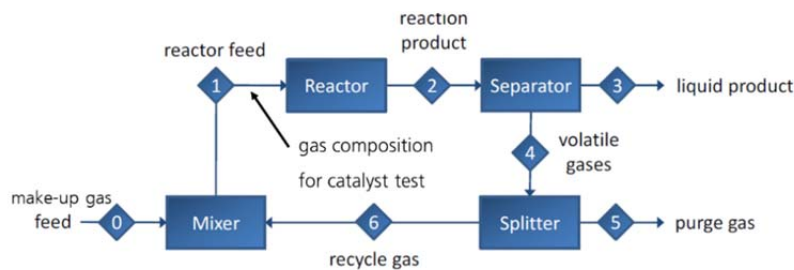 reaction
product
reactor feed
1
Reactor
2
Separator
3
liquid product
gas composition
for catalyst test
4
volatile
gases
make-up gas
feed
0
Mixer
6
Splitter
5
purge gas
recycle gas